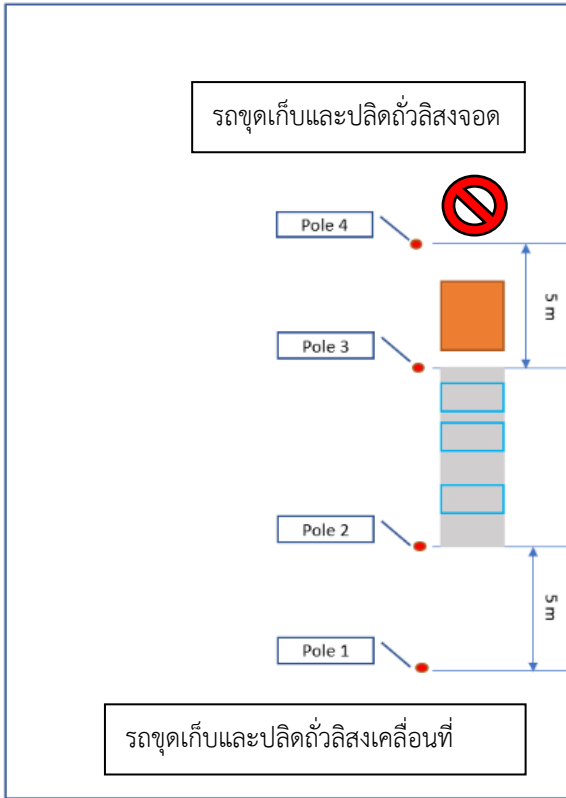 รถขุดเก็บและปลิดถั่วลิสงจอด
Pole 4
5 m
Pole 3
Pole 2
5 m
Pole 1
รถขุดเก็บและปลิดถั่วลิสงเคลื่อนที่